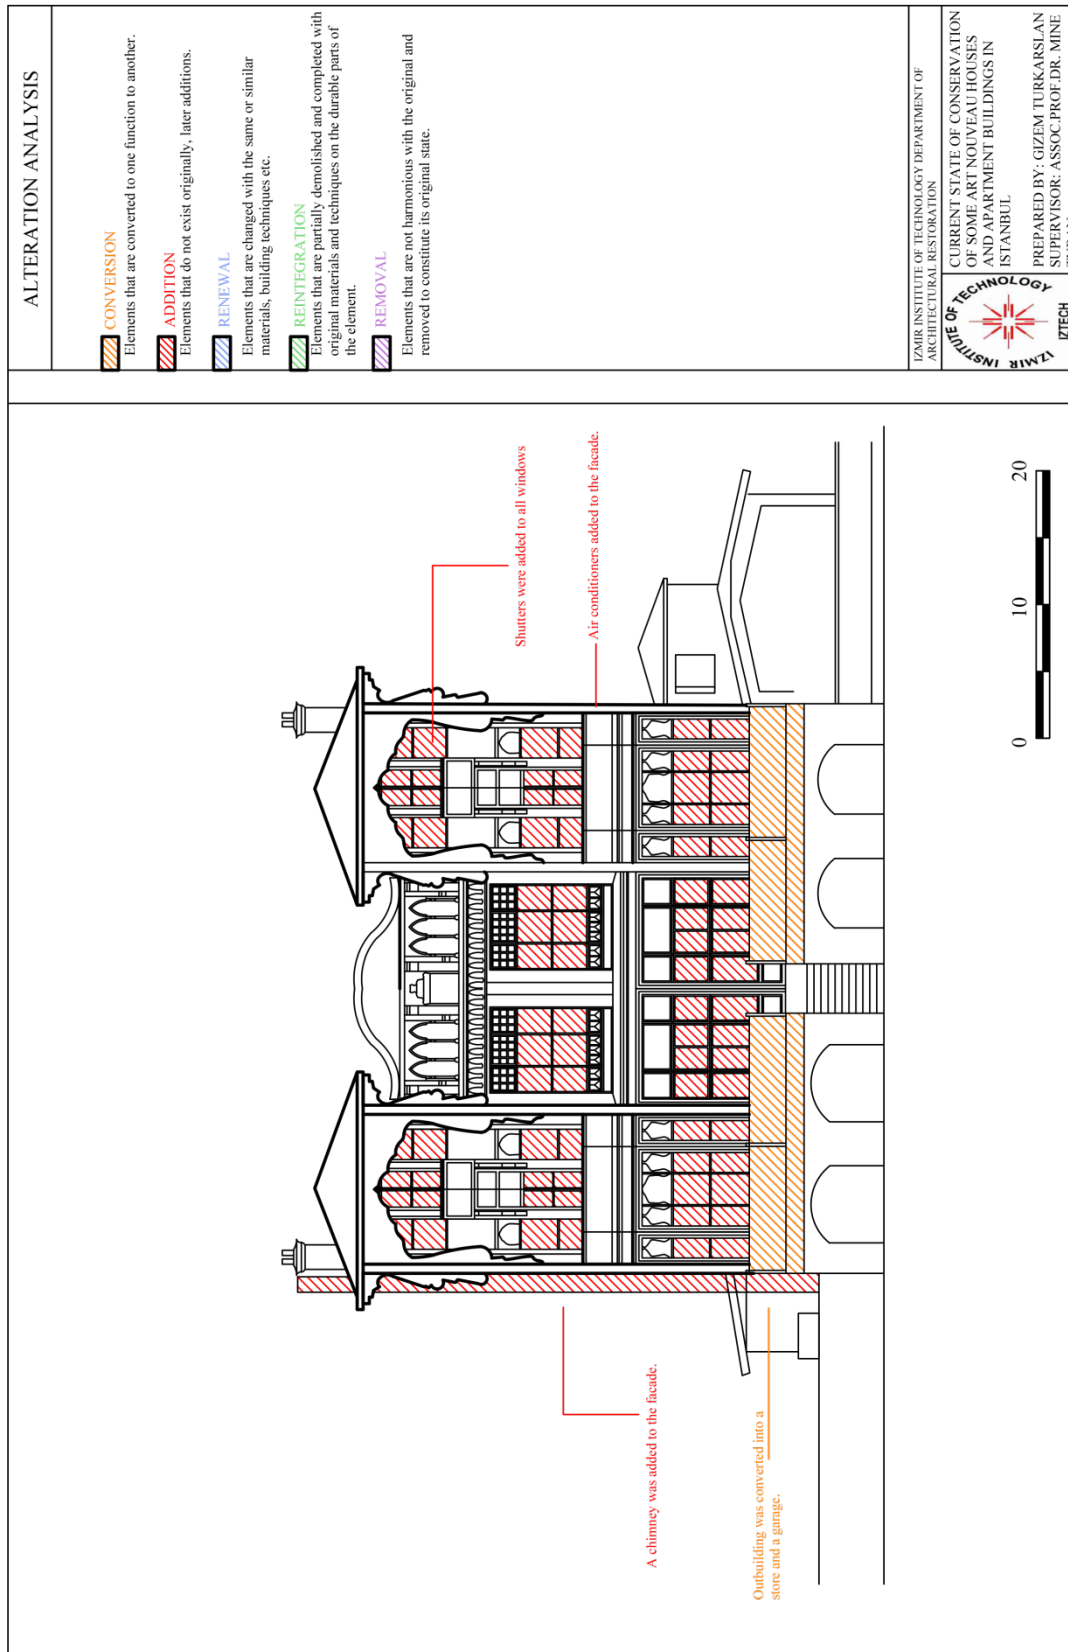 ALTERATION ANALYSIS
CONVERSION
Elements that are converted to one function to another.
ADDITION
Elements that do not exist originally, later additions.
RENEWAL
Elements that are changed with the same or similar
materials, building techniques etc.
REINTEGRATION
Elements that are partially demolished and completed with
original materials and techniques on the durable parts of
the element.
REMOVAL
Elements that are not harmonious with the original and
removed to constitute its original state.
IZMIR INSTITUTE OF TECHNOLOGY DEPARTMENT OF
ARCHITECTURAL RESTORATION
IZMIR INSTITUTE OF TECHNOLOGY
IZTECH
CURRENT STATE OF CONSERVATION
OF SOME ART NOUVEAU HOUSES
AND APARTMENT BUILDINGS IN
ISTANBUL
PREPARED BY: GIZEM TURKARSLAN
SUPERVISOR: ASSOC.PROF.DR. MINE
Shutters were added to all windows
Air conditioners added to the facade.
A chimney was added to the facade.
Outbuilding was converted into a
store and a garage.
0 10 20